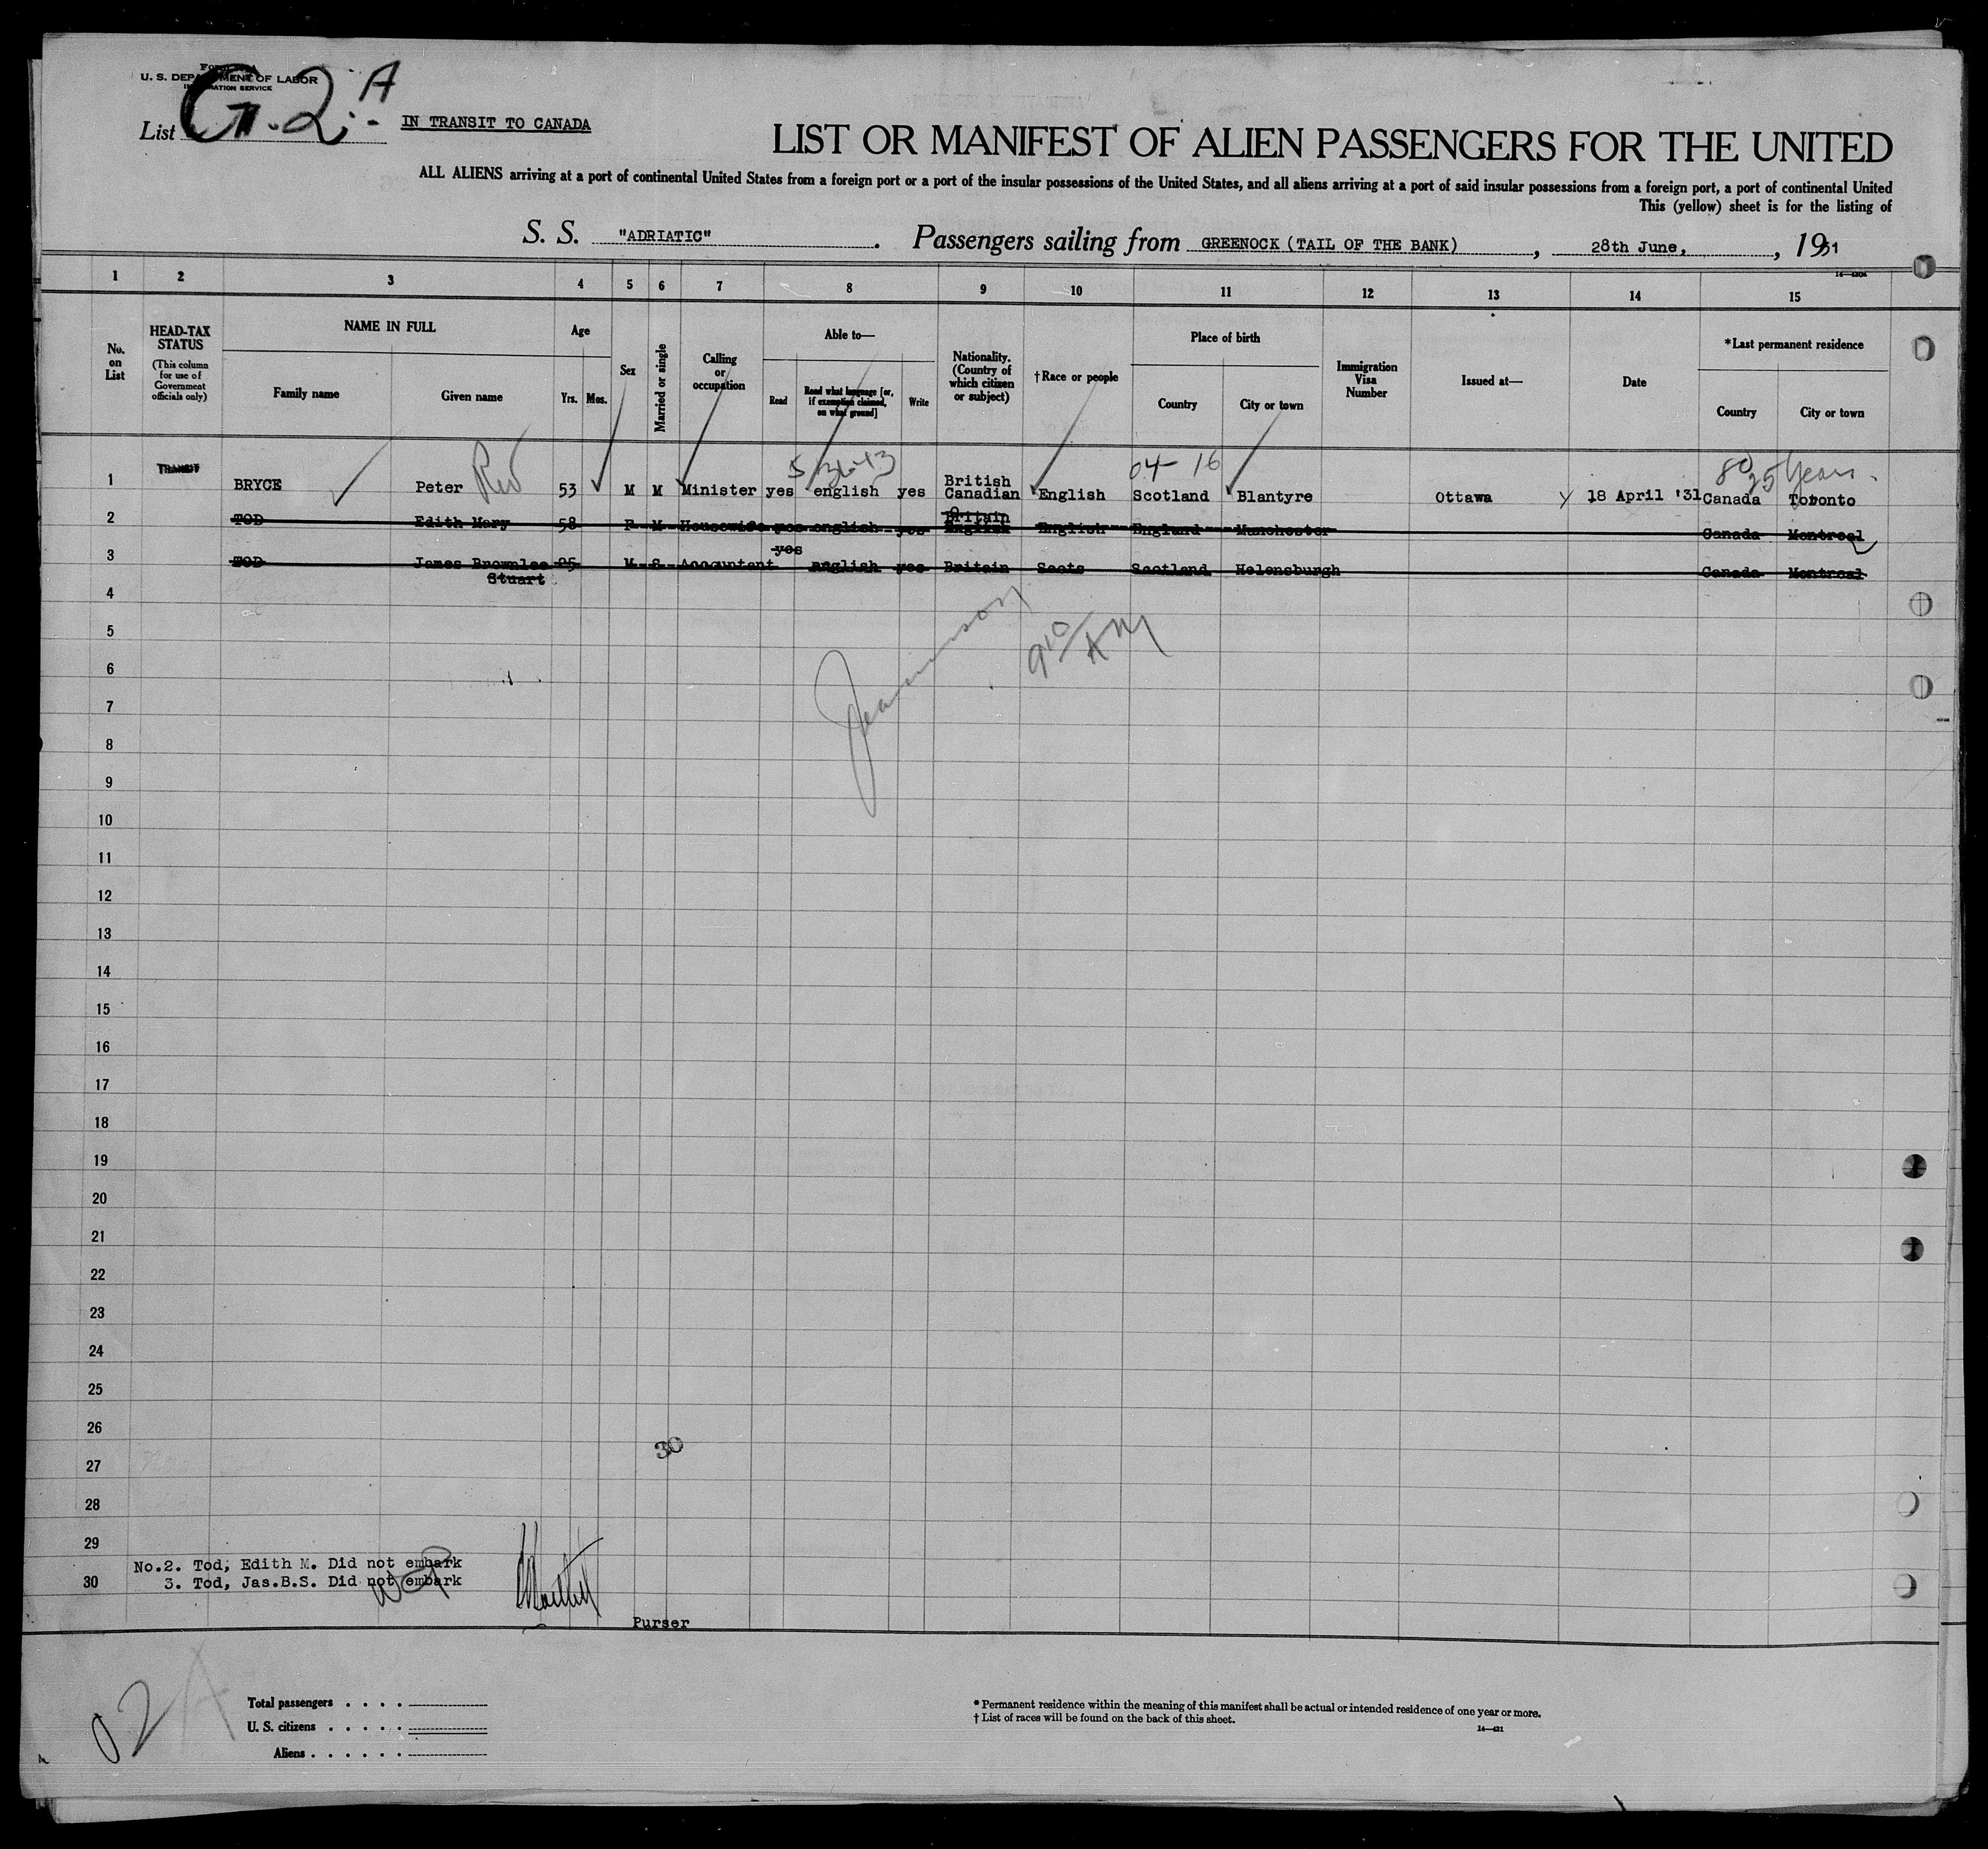 U. S. DEPARTMENT OF LABOR
IMMIGRATION SERVICE
List G.2.A IN TRANSIT TO CANADA
LIST OR MANIFEST OF ALIEN PASSENGERS FOR THE UNITED
ALL ALIENS arriving at a port of continental United States from a foreign port or a port of the insular possessions of the United States, and all aliens arriving at a port of said insular possessions from a foreign port, a port of continental United
This (yellow) sheet is for the listing of
S. S. "ADRIATIC". Passengers sailing from GREENOCK (TAIL OF THE BANK), 28th June, , 1931
1 2 3 4 5 6 7 8 9 10 11 12 13 14 15
No. on List
HEAD-TAX STATUS
(This column for use of Government officials only)
NAME IN FULL
Family name Given name
Age
Yrs. Mos.
Sex
Married or single
Calling or occupation
Able to—
Read
Read what language [or, if exemption claimed, on what ground]
Write
Nationality. (Country of which citizen or subject)
†Race or people
Place of birth
Country City or town
Immigration Visa Number
Issued at—
Date
*Last permanent residence
Country City or town
5/3643 04-16 25 Years.
1 TRANSIT BRYCE Peter Rev 53 M M Minister yes english yes British Canadian English Scotland Blantyre Ottawa 18 April '31 Canada Toronto
2 TOD Edith Mary 58 F M Housewife yes english yes Britain English England Manchester Canada Montreal
3 TOD James Brownlee Stuart 25 M S Accountant yes english yes Britain Scots Scotland Helensburgh Canada Montreal
4
5
6
7
8
9
10
11
12
13
14
15
16
17
18
19
20
21
22
23
24
25
26
30
27
28
29
No.2. Tod, Edith M. Did not embark
30 3. Tod, Jas.B.S. Did not embark
Purser
02A
Total passengers . . . .
U. S. citizens . . . . .
Aliens . . . . . .
* Permanent residence within the meaning of this manifest shall be actual or intended residence of one year or more.
† List of races will be found on the back of this sheet.